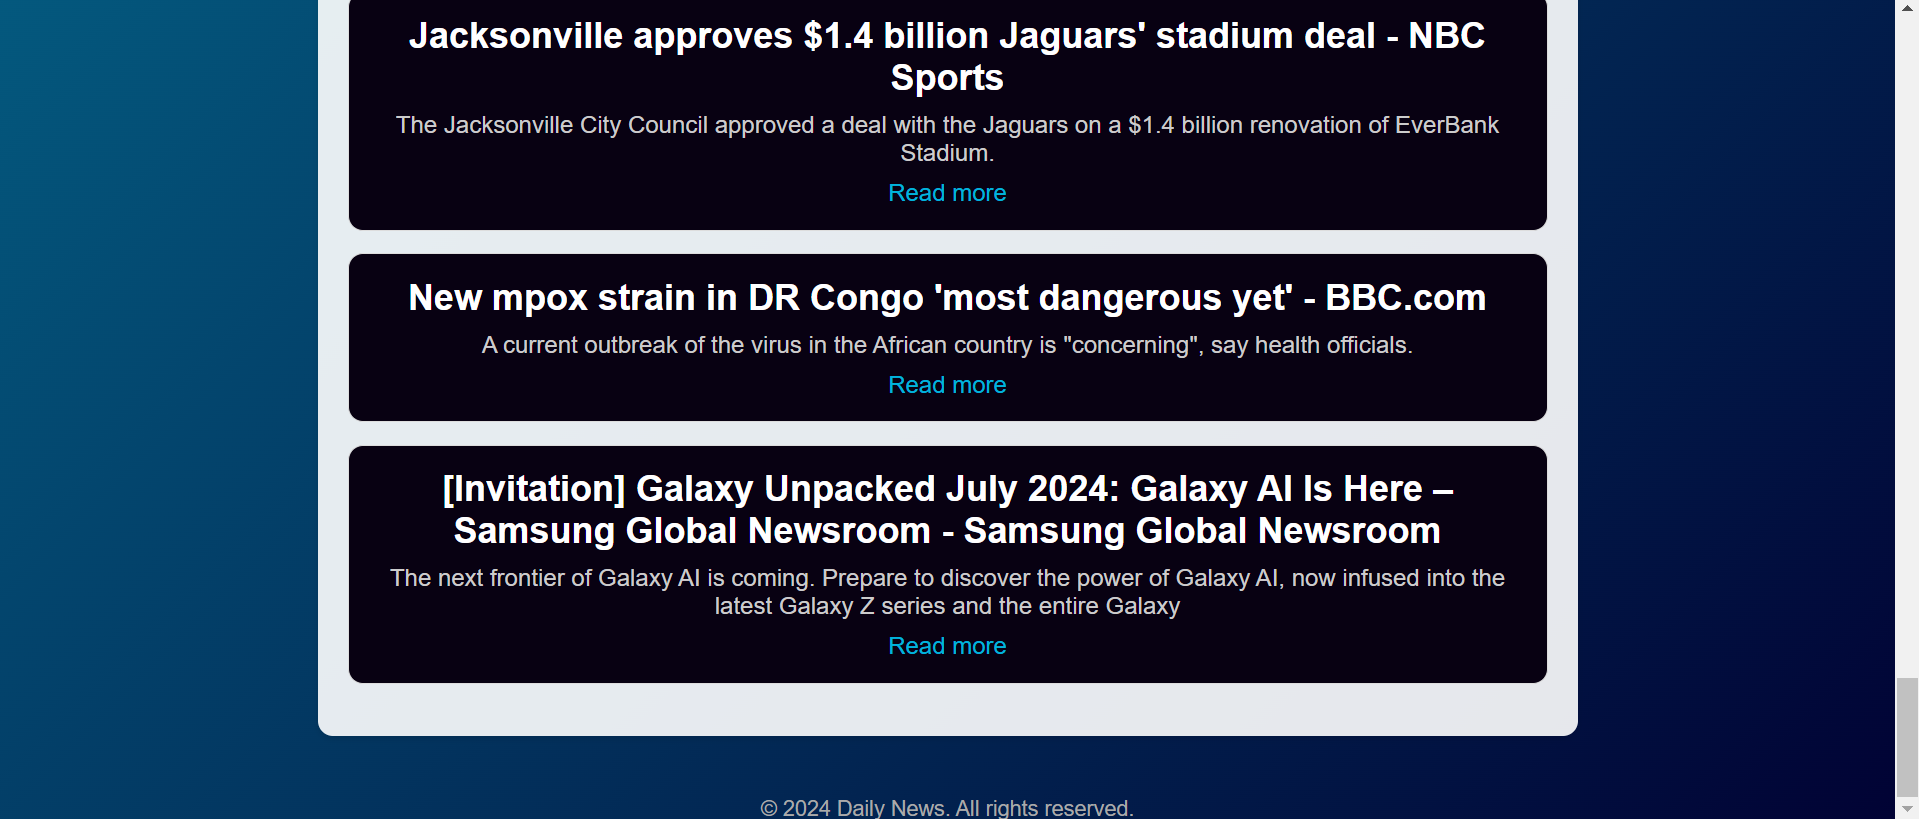 Jacksonville approves $1.4 billion Jaguars' stadium deal - NBC
Sports
The Jacksonville City Council approved a deal with the Jaguars on a $1.4 billion renovation of EverBank
Stadium.
Read more
New mpox strain in DR Congo 'most dangerous yet' - BBC.com
A current outbreak of the virus in the African country is "concerning", say health officials.
Read more
[Invitation] Galaxy Unpacked July 2024: Galaxy AI Is Here –
Samsung Global Newsroom - Samsung Global Newsroom
The next frontier of Galaxy AI is coming. Prepare to discover the power of Galaxy AI, now infused into the
latest Galaxy Z series and the entire Galaxy
Read more
© 2024 Daily News. All rights reserved.